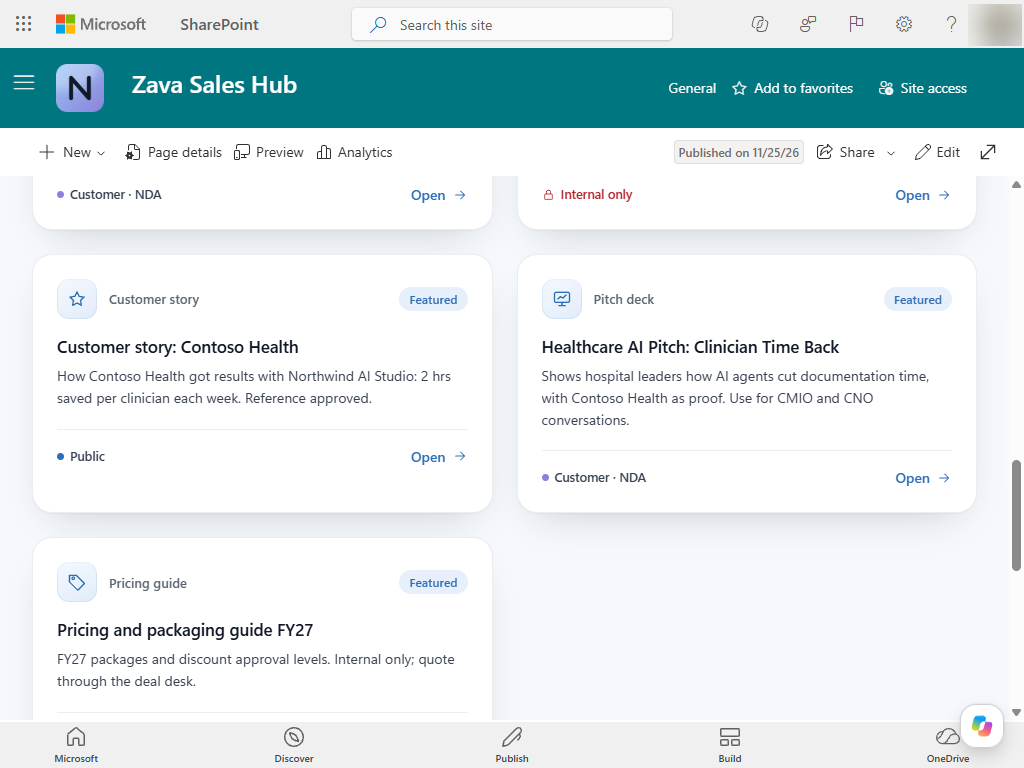 Microsoft
SharePoint
Search this site
?
N
Zava Sales Hub
General
Add to favorites
Site access
New
Page details
Preview
Analytics
Published on 11/25/26
Share
Edit
Customer · NDA
Open
Internal only
Open
Customer story
Featured
Customer story: Contoso Health
How Contoso Health got results with Northwind AI Studio: 2 hrs
saved per clinician each week. Reference approved.
Public
Open
Pitch deck
Featured
Healthcare AI Pitch: Clinician Time Back
Shows hospital leaders how AI agents cut documentation time,
with Contoso Health as proof. Use for CMIO and CNO
conversations.
Customer · NDA
Open
Pricing guide
Featured
Pricing and packaging guide FY27
FY27 packages and discount approval levels. Internal only; quote
through the deal desk.
Microsoft
Discover
Publish
Build
OneDrive